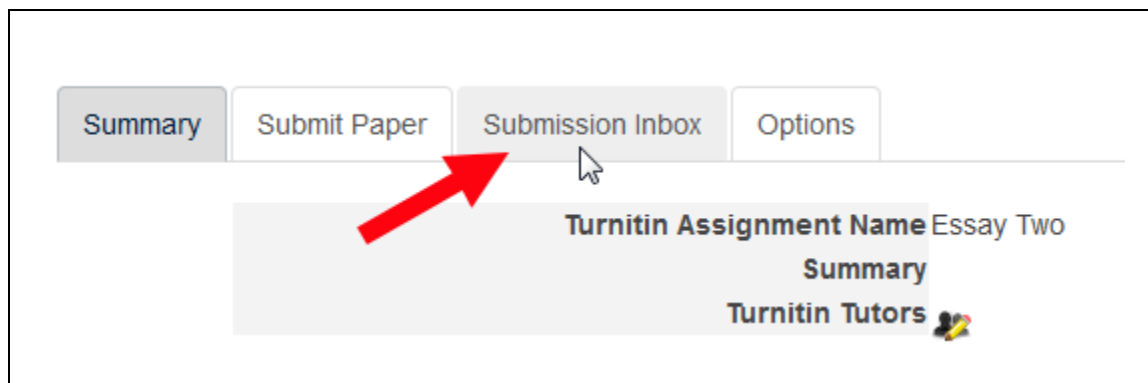 Summary Submit Paper Submission Inbox Options
Turnitin Assignment Name Essay Two
Summary
Turnitin Tutors